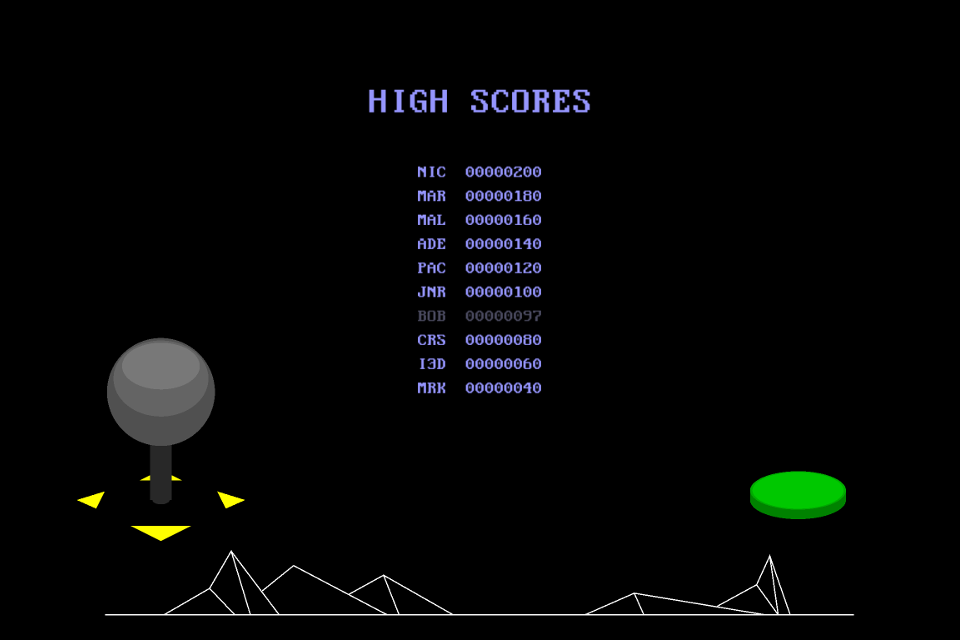 HIGH SCORES
NIC 00000200
MAR 00000180
MAL 00000160
ADE 00000140
PAC 00000120
JNR 00000100
BOB 00000097
CRS 00000080
I3D 00000060
MRK 00000040